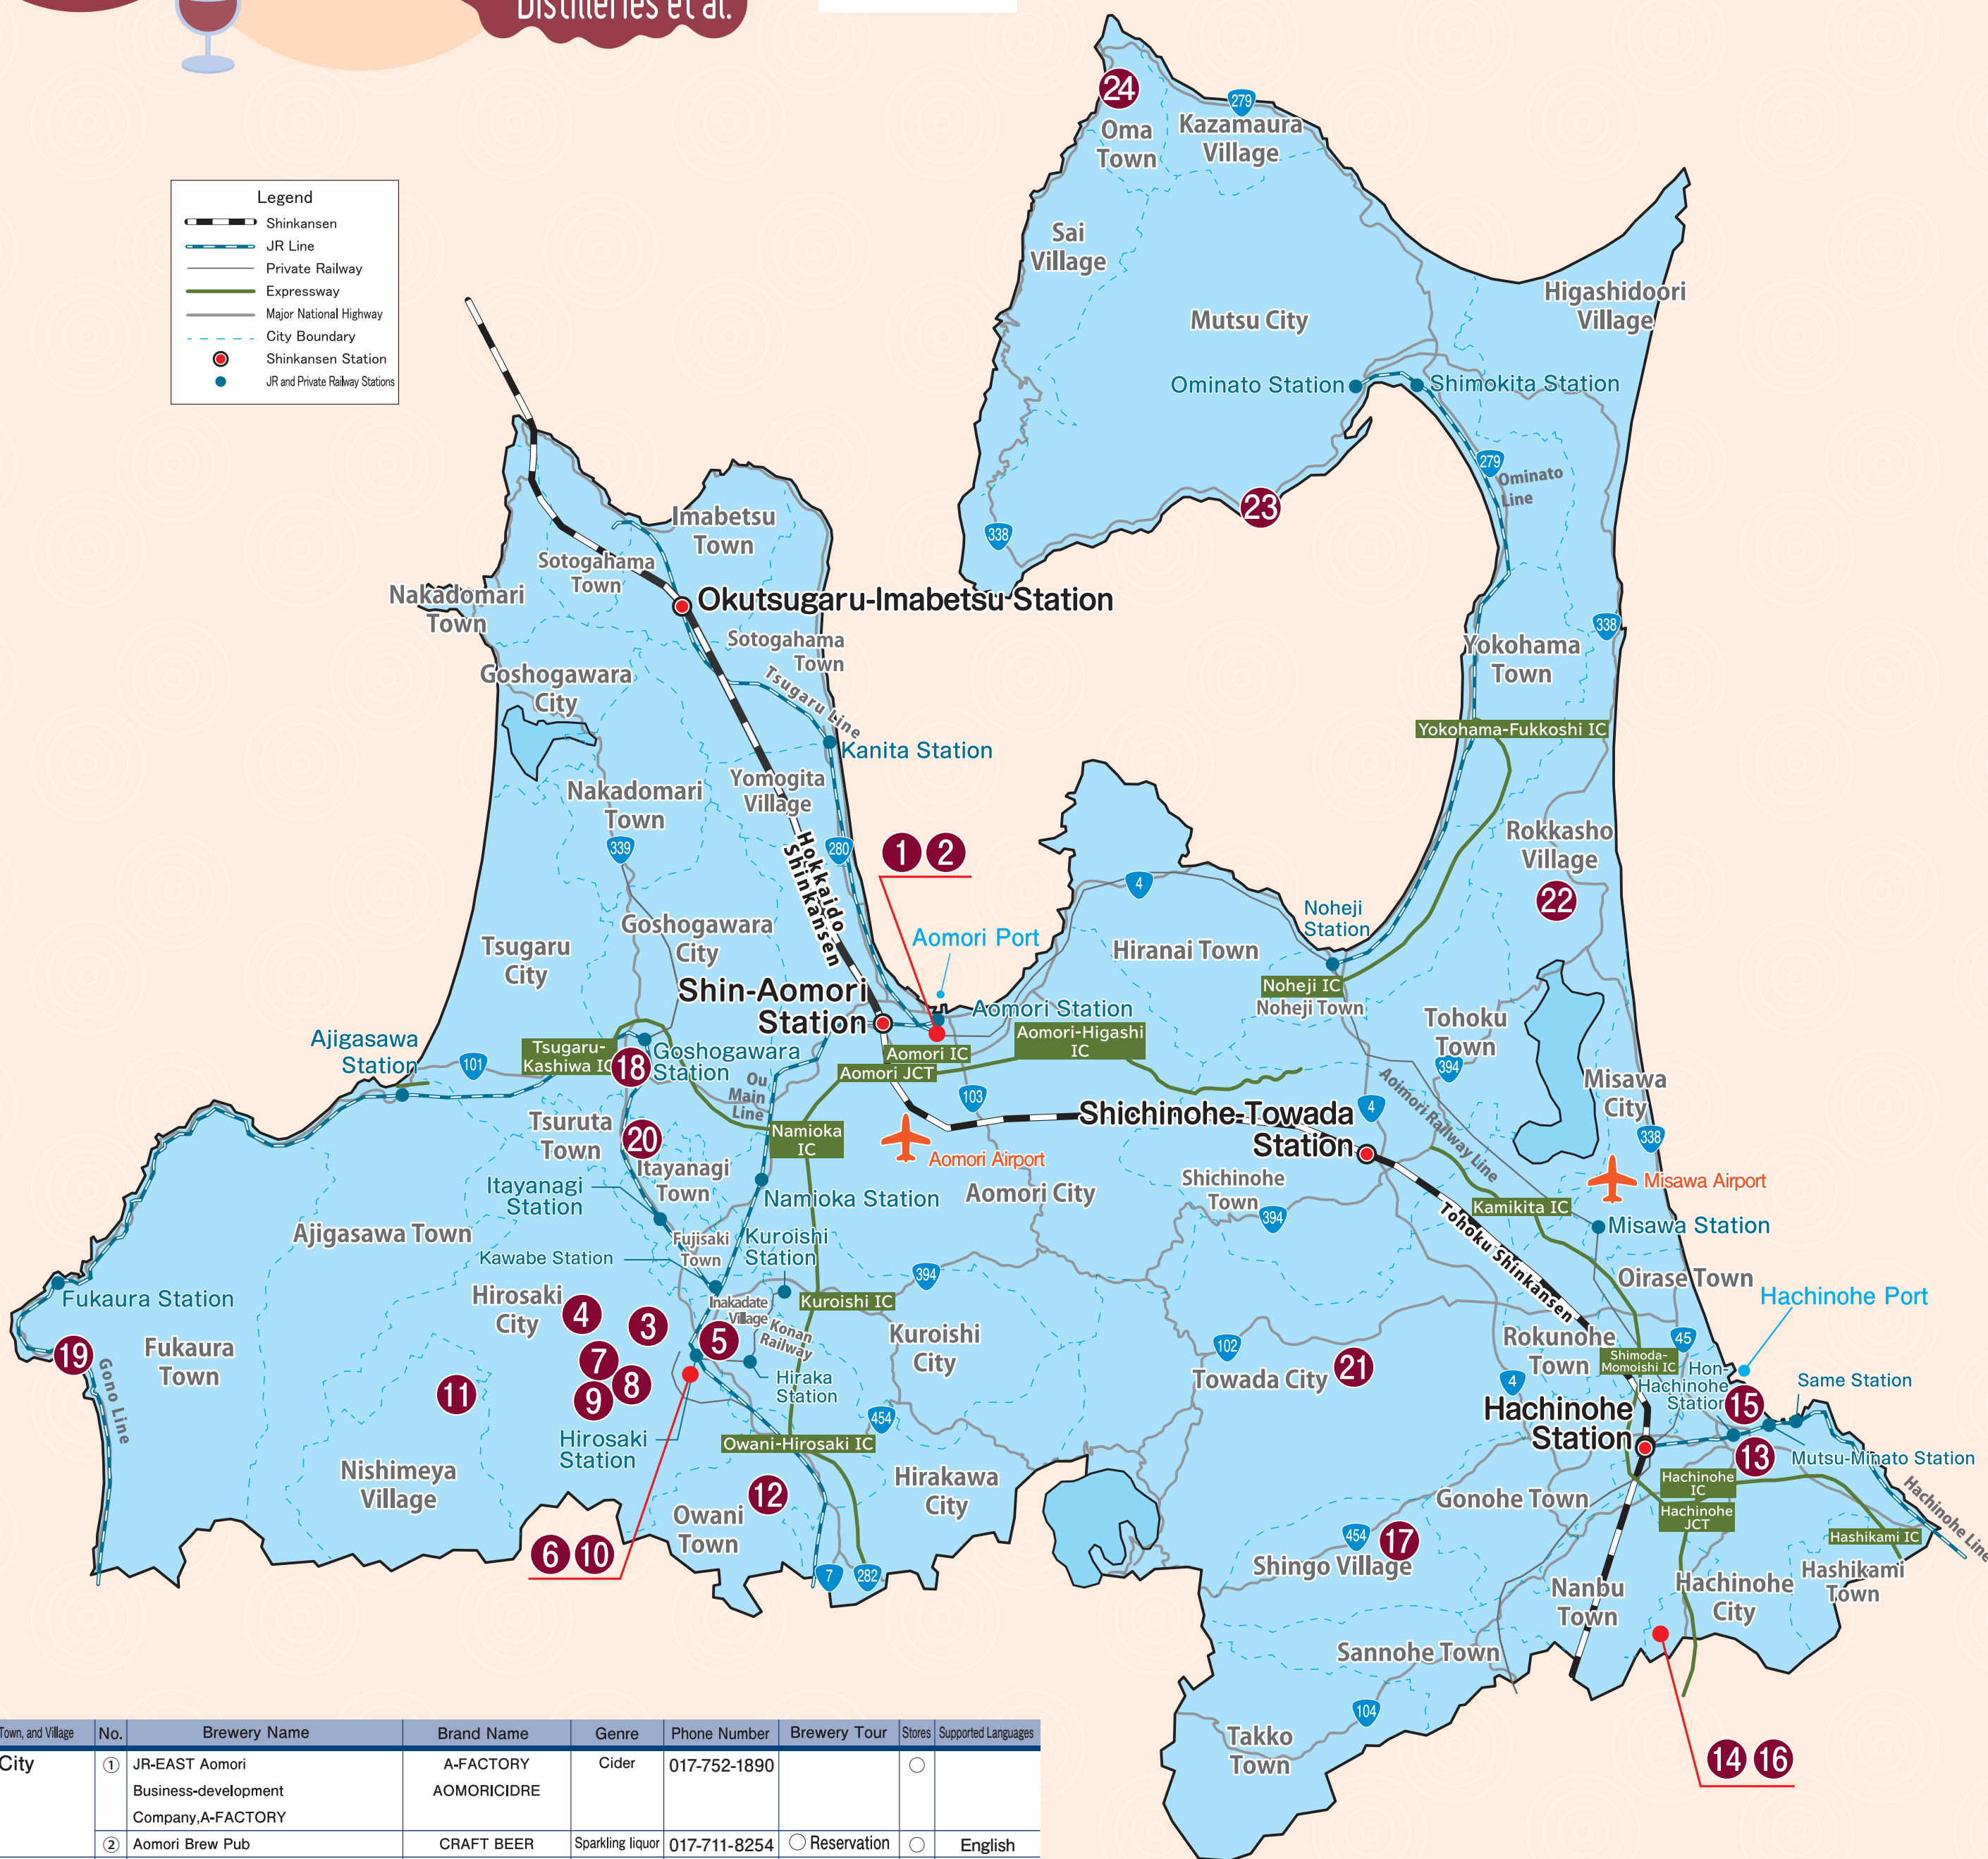 Distilleries et al.
Legend
Shinkansen
JR Line
Private Railway
Expressway
Major National Highway
City Boundary
Shinkansen Station
JR and Private Railway Stations
24
279
Oma
Town
Kazamaura
Village
Sai
Village
Mutsu City
Higashidoori
Village
Ominato Station
Shimokita Station
279
Ominato
Line
23
338
338
Yokohama
Town
Yokohama-Fukkoshi IC
Rokkasho
Village
22
Imabetsu
Town
Sotogahama
Town
Nakadomari
Town
Okutsugaru-Imabetsu Station
Sotogahama
Town
Goshogawara
City
Tsugaru Line
Kanita Station
Yomogita
Village
Nakadomari
Town
339
280
Hokkaido
Shinkansen
1 2
4
Noheji
Station
Hiranai Town
Aomori Port
Goshogawara
City
Tsugaru
City
Noheji IC
Noheji Town
Shin-Aomori
Station
Aomori Station
Tohoku
Town
394
Aomori-Higashi
IC
Aomori IC
Aomori JCT
Ajigasawa
Station
101
Tsugaru-
Kashiwa IC
18
Goshogawara
Station
Ou
Main
Line
103
Misawa
City
Aoimori Railway Line
Shichinohe-Towada
Station
4
338
Tsuruta
Town
20
Namioka
IC
Aomori Airport
Itayanagi
Town
Itayanagi
Station
Namioka Station
Aomori City
Shichinohe
Town
394
Kamikita IC
Misawa Airport
Misawa Station
Tohoku Shinkansen
Ajigasawa Town
Fujisaki
Town
Kuroishi
Station
Kawabe Station
394
Oirase Town
Hachinohe Port
Fukaura Station
Hirosaki
City
4
3
Inakadate
Village
Kuroishi IC
5
Konan
Railway
Kuroishi
City
102
Rokunohe
Town
45
Shimoda-
Momoishi IC
19
Fukaura
Town
Gono Line
7
8
9
11
Hiraka
Station
Towada City
21
4
Hon-
Hachinohe
Station
Same Station
15
Hachinohe
Station
454
Hirosaki
Station
Owani-Hirosaki IC
13
Mutsu-Minato Station
Nishimeya
Village
12
Hirakawa
City
Gonohe Town
Hachinohe
IC
Hachinohe
JCT
Hachinohe Line
Hashikami IC
Owani
Town
6 10
7
282
454
17
Shingo Village
Nanbu
Town
Hachinohe
City
Hashikami
Town
Sannohe Town
104
Takko
Town
14 16
Town, and Village No. Brewery Name Brand Name Genre Phone Number Brewery Tour Stores Supported Languages
City ① JR-EAST Aomori A-FACTORY Cider 017-752-1890 ○
Business-development AOMORICIDRE
Company,A-FACTORY
② Aomori Brew Pub CRAFT BEER Sparkling liquor 017-711-8254 ○ Reservation ○ English